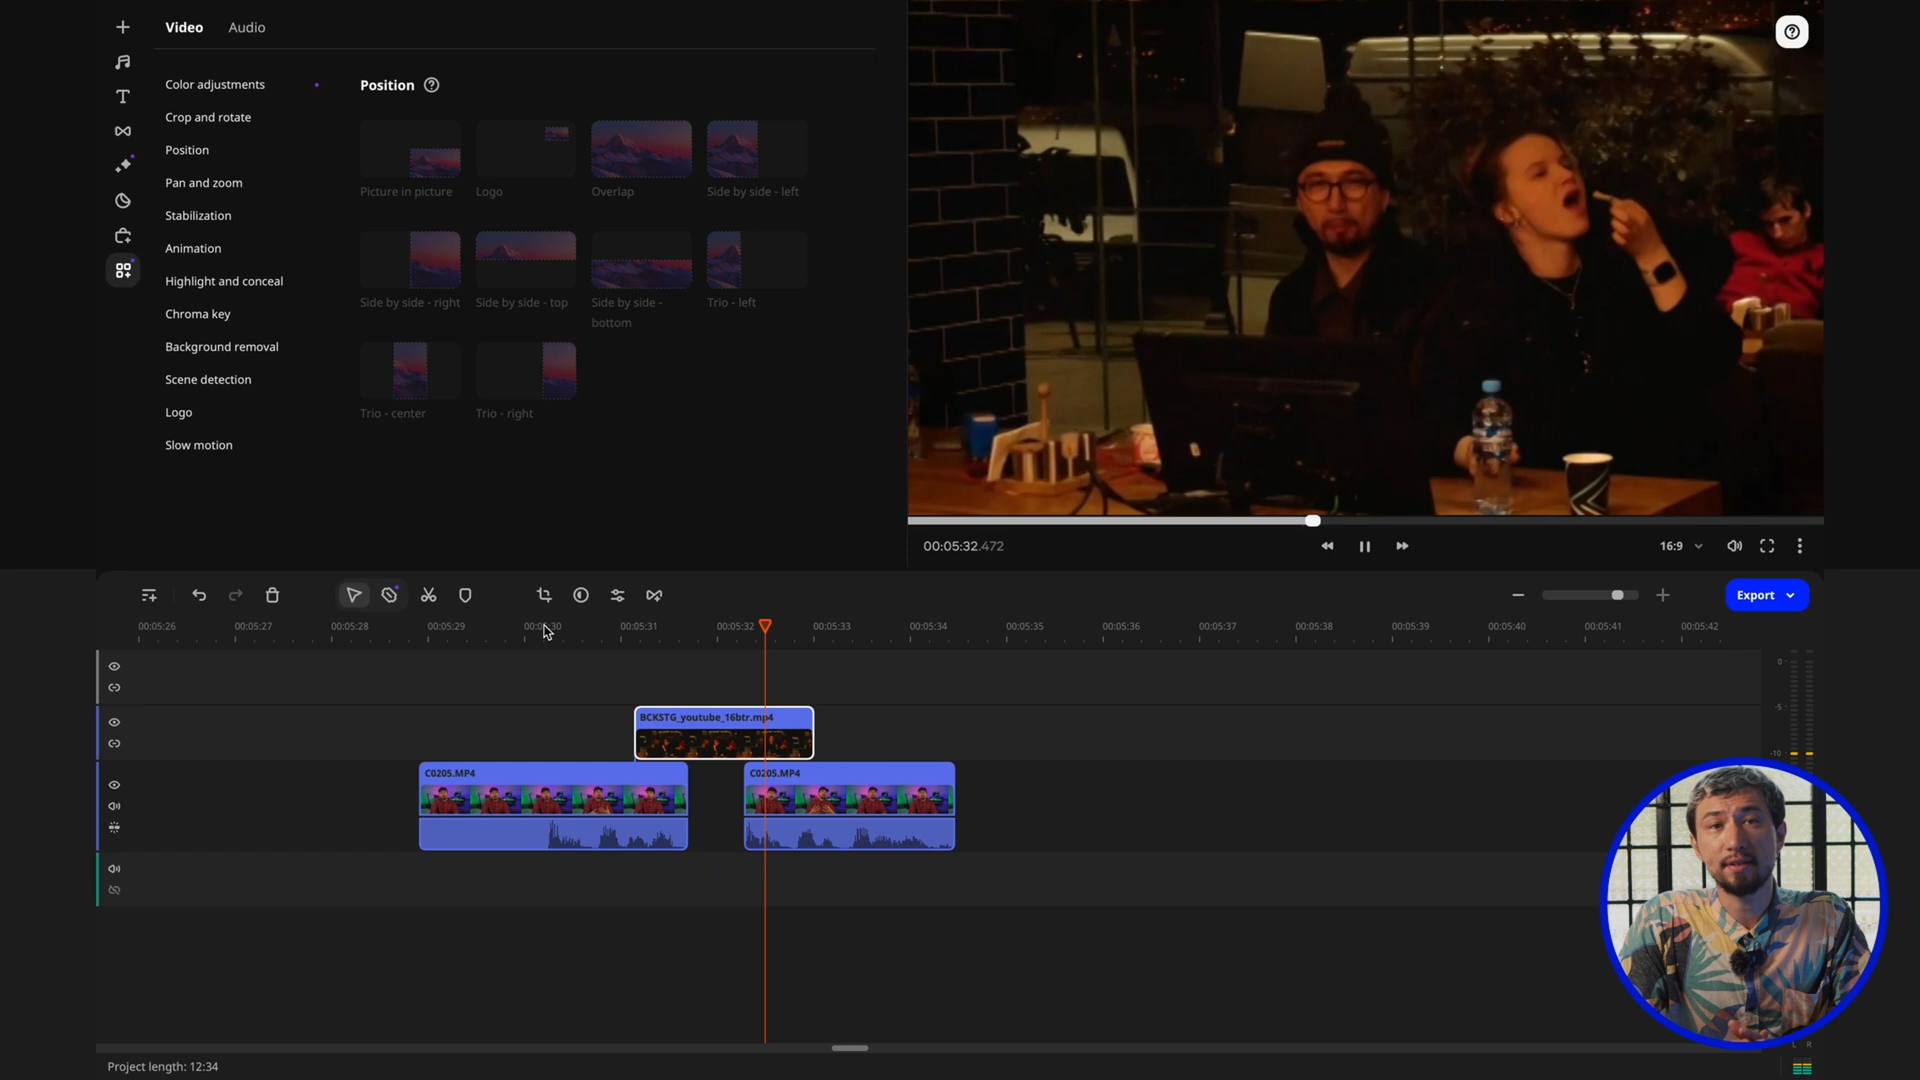 Video
Audio
Color adjustments
Crop and rotate
Position
Pan and zoom
Stabilization
Animation
Highlight and conceal
Chroma key
Background removal
Scene detection
Logo
Slow motion
Position
Picture in picture
Logo
Overlap
Side by side - left
Side by side - right
Side by side - top
Side by side -
bottom
Trio - left
Trio - center
Trio - right
00:05:32.472
16:9
Export
00:05:26
00:05:27
00:05:28
00:05:29
00:05:31
00:05:32
00:05:33
00:05:34
00:05:35
00:05:36
00:05:37
00:05:38
00:05:39
00:05:40
00:05:41
00:05:42
0
-5
-10
BCKSTG_youtube_16btr.mp4
C0205.MP4
C0205.MP4
L R
Project length: 12:34